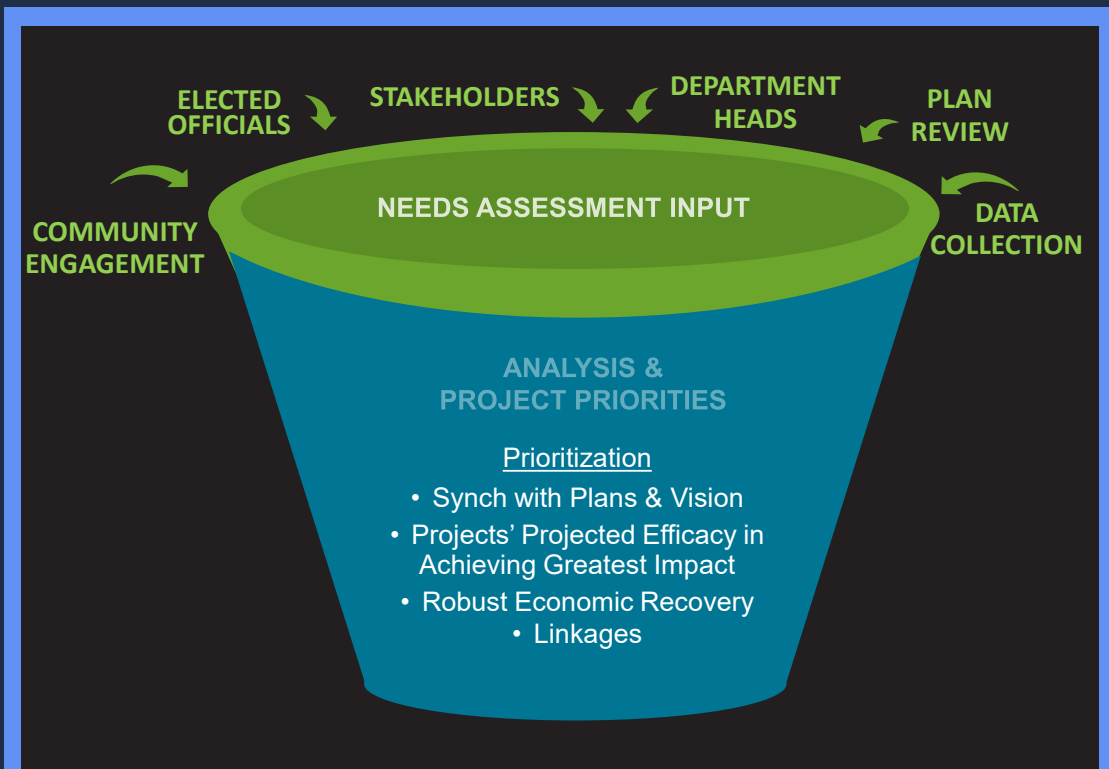 ELECTED
OFFICIALS
STAKEHOLDERS
DEPARTMENT
HEADS
PLAN
REVIEW
COMMUNITY
ENGAGEMENT
NEEDS ASSESSMENT INPUT
DATA
COLLECTION
ANALYSIS &
PROJECT PRIORITIES
Prioritization
• Synch with Plans & Vision
• Projects’ Projected Efficacy in
Achieving Greatest Impact
• Robust Economic Recovery
• Linkages